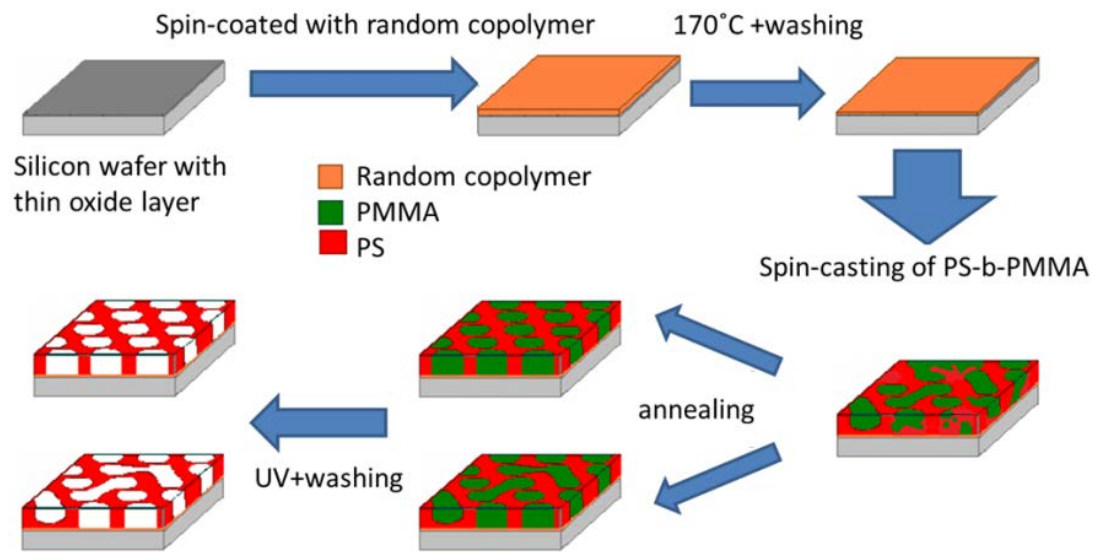 Spin-coated with random copolymer
170˚C +washing
Silicon wafer with
thin oxide layer
Random copolymer
PMMA
PS
Spin-casting of PS-b-PMMA
annealing
UV+washing